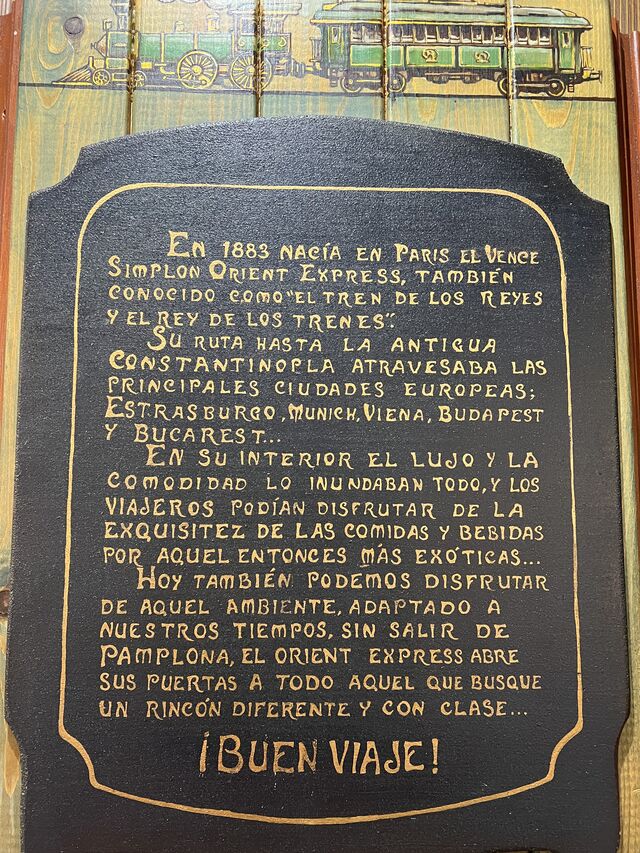 EN 1883 NACÍA EN PARIS EL VENCE
SIMPLON ORIENT EXPRESS, TAMBIÉN
CONOCIDO COMO "EL TREN DE LOS REYES
Y EL REY DE LOS TRENES".
SU RUTA HASTA LA ANTIGUA
CONSTANTINOPLA ATRAVESABA LAS
PRINCIPALES CIUDADES EUROPEAS;
ESTRASBURGO, MUNICH, VIENA, BUDAPEST
Y BUCAREST...
EN SU INTERIOR EL LUJO Y LA
COMODIDAD LO INUNDABAN TODO, Y LOS
VIAJEROS PODÍAN DISFRUTAR DE LA
EXQUISITEZ DE LAS COMIDAS Y BEBIDAS
POR AQUEL ENTONCES MÁS EXÓTICAS...
HOY TAMBIÉN PODEMOS DISFRUTAR
DE AQUEL AMBIENTE, ADAPTADO A
NUESTROS TIEMPOS, SIN SALIR DE
PAMPLONA, EL ORIENT EXPRESS ABRE
SUS PUERTAS A TODO AQUEL QUE BUSQUE
UN RINCÓN DIFERENTE Y CON CLASE...
¡BUEN VIAJE!